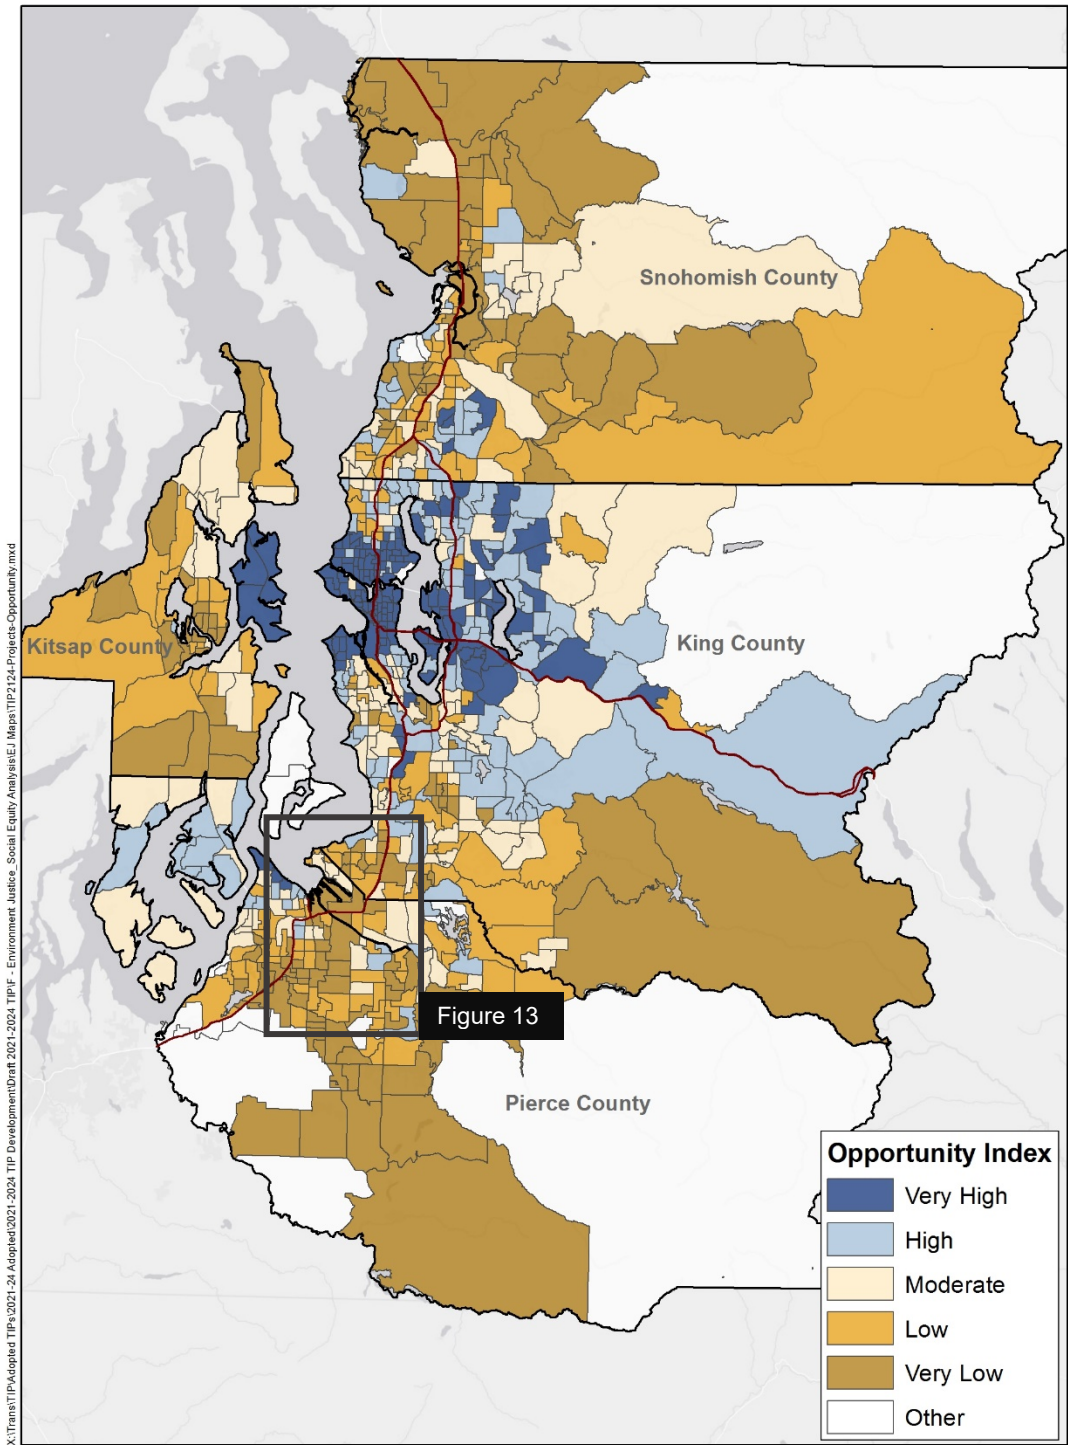 Snohomish County
King County
Kitsap County
Figure 13
Pierce County
Opportunity Index
Very High
High
Moderate
Low
Very Low
Other
X:\Trans\TIP\Adopted TIPs\2021-24 Adopted\2021-2024 TIP Development\Draft 2021-2024 TIP\F - Environment Justice_Social Equity Analysis\EJ Maps\TIP2124-Projects-Opportunity.mxd